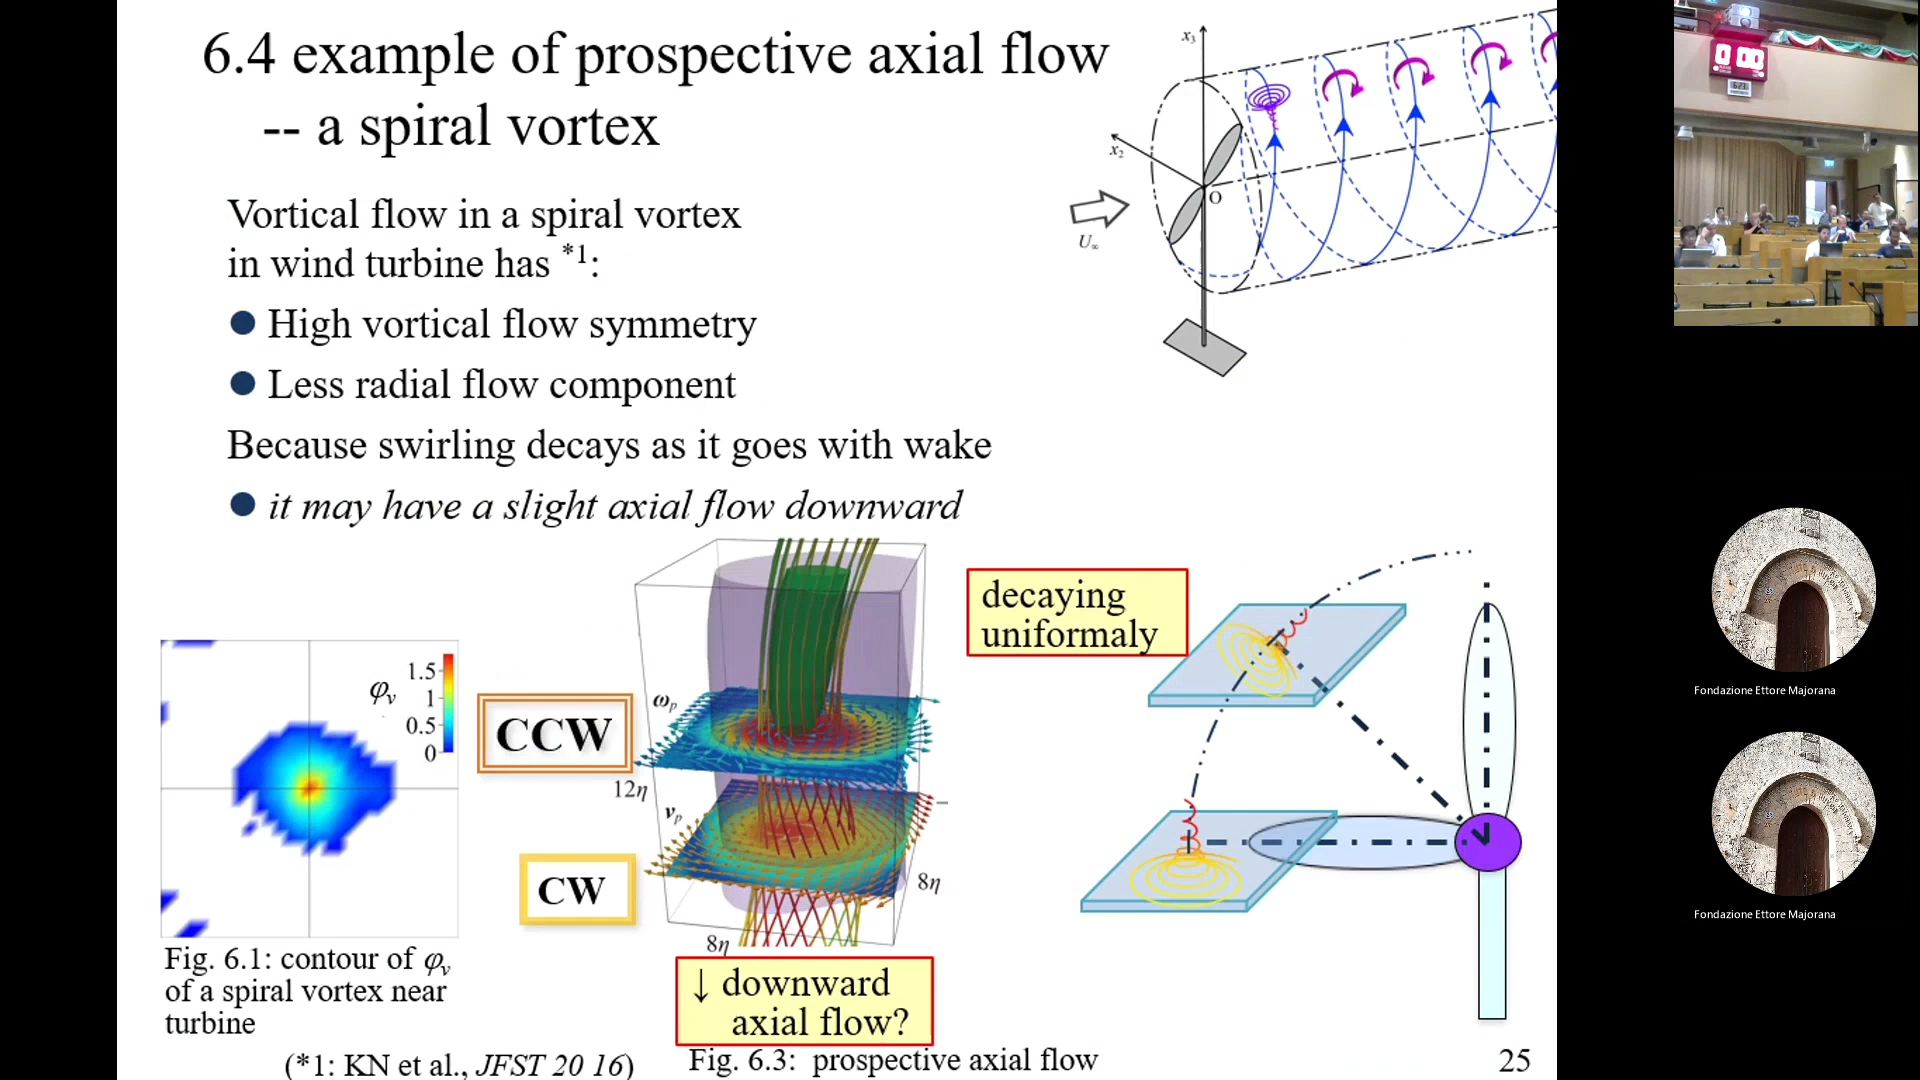 6.4 example of prospective axial flow
-- a spiral vortex
Vortical flow in a spiral vortex
in wind turbine has *1:
● High vortical flow symmetry
● Less radial flow component
Because swirling decays as it goes with wake
● it may have a slight axial flow downward
x₃
x₂
O
U∞
decaying
uniformaly
φᵥ
1.5
1
0.5
0
CCW
CW
ωₚ
12η
νₚ
8η
8η
↓ downward
axial flow?
Fig. 6.1: contour of φᵥ
of a spiral vortex near
turbine
(*1: KN et al., JFST 20 16)
Fig. 6.3: prospective axial flow
25
0 00
Fondazione Ettore Majorana
Fondazione Ettore Majorana